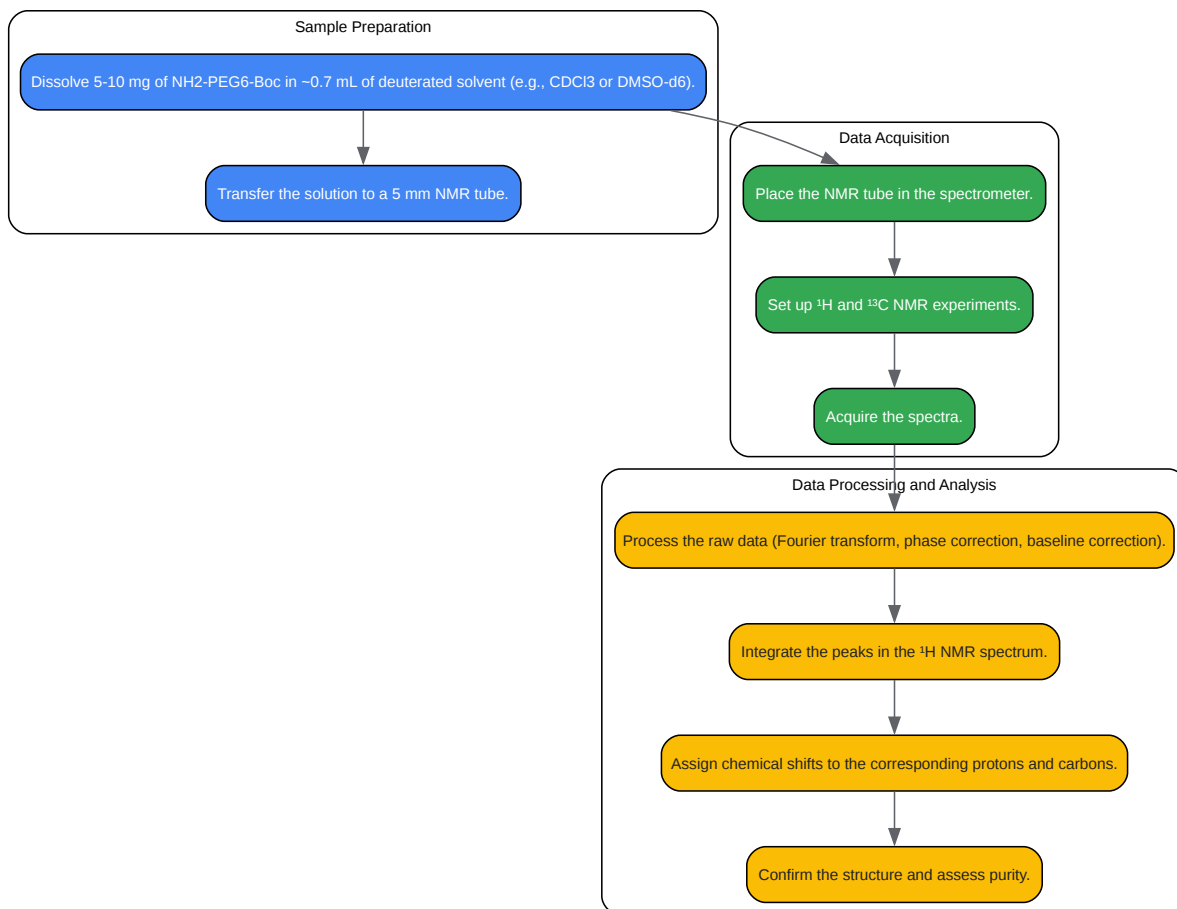 Sample Preparation
Dissolve 5-10 mg of NH2-PEG6-Boc in ~0.7 mL of deuterated solvent (e.g., CDCl3 or DMSO-d6).
Transfer the solution to a 5 mm NMR tube.
Data Acquisition
Place the NMR tube in the spectrometer.
Set up ¹H and ¹³C NMR experiments.
Acquire the spectra.
Data Processing and Analysis
Process the raw data (Fourier transform, phase correction, baseline correction).
Integrate the peaks in the ¹H NMR spectrum.
Assign chemical shifts to the corresponding protons and carbons.
Confirm the structure and assess purity.